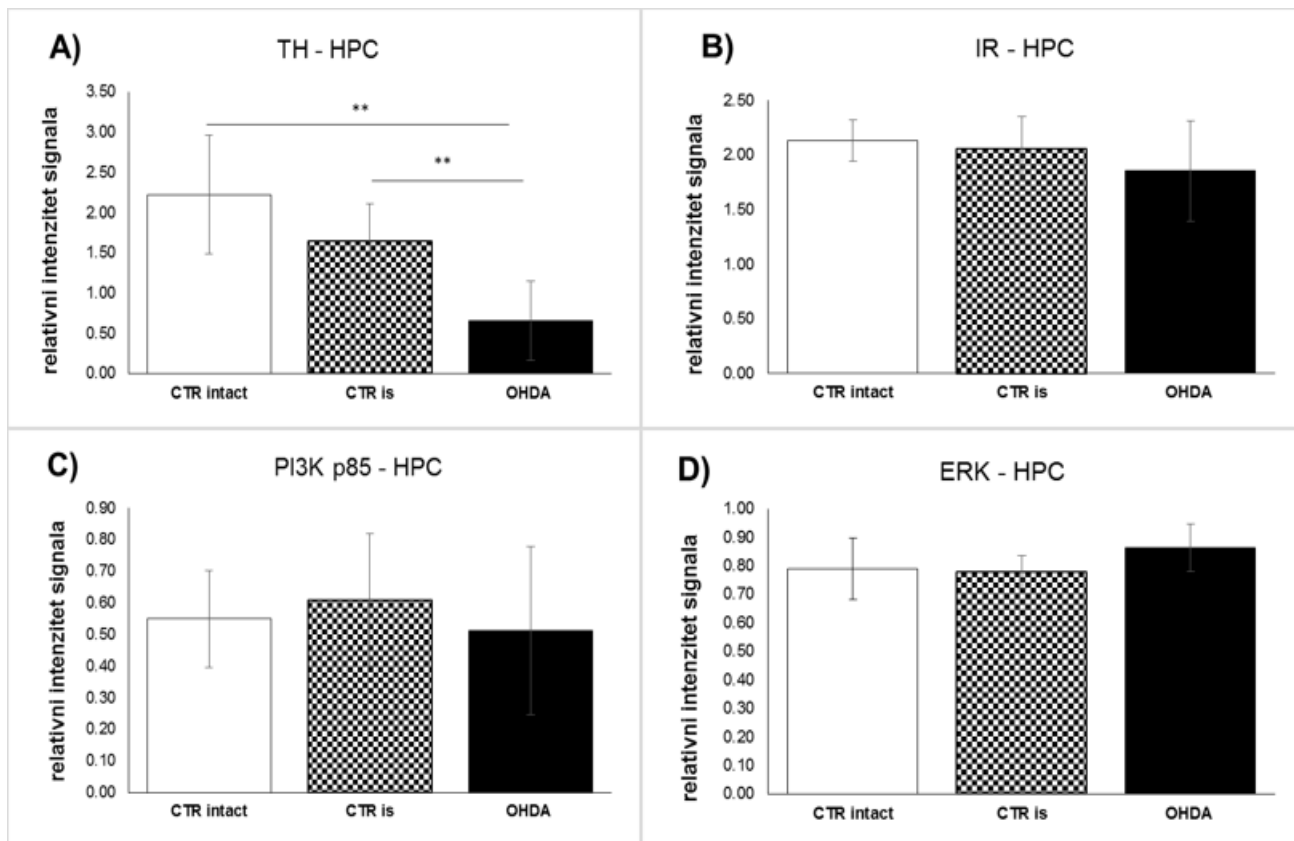 A)
TH - HPC
relativni intenzitet signala
3.50
3.00
2.50
2.00
1.50
1.00
0.50
0.00
**
**
CTR intact
CTR is
OHDA
B)
IR - HPC
relativni intenzitet signala
2.50
2.00
1.50
1.00
0.50
0.00
CTR intact
CTR is
OHDA
C)
PI3K p85 - HPC
relativni intenzitet signala
0.90
0.80
0.70
0.60
0.50
0.40
0.30
0.20
0.10
0.00
CTR intact
CTR is
OHDA
D)
ERK - HPC
relativni intenzitet signala
1.00
0.90
0.80
0.70
0.60
0.50
0.40
0.30
0.20
0.10
0.00
CTR intact
CTR is
OHDA